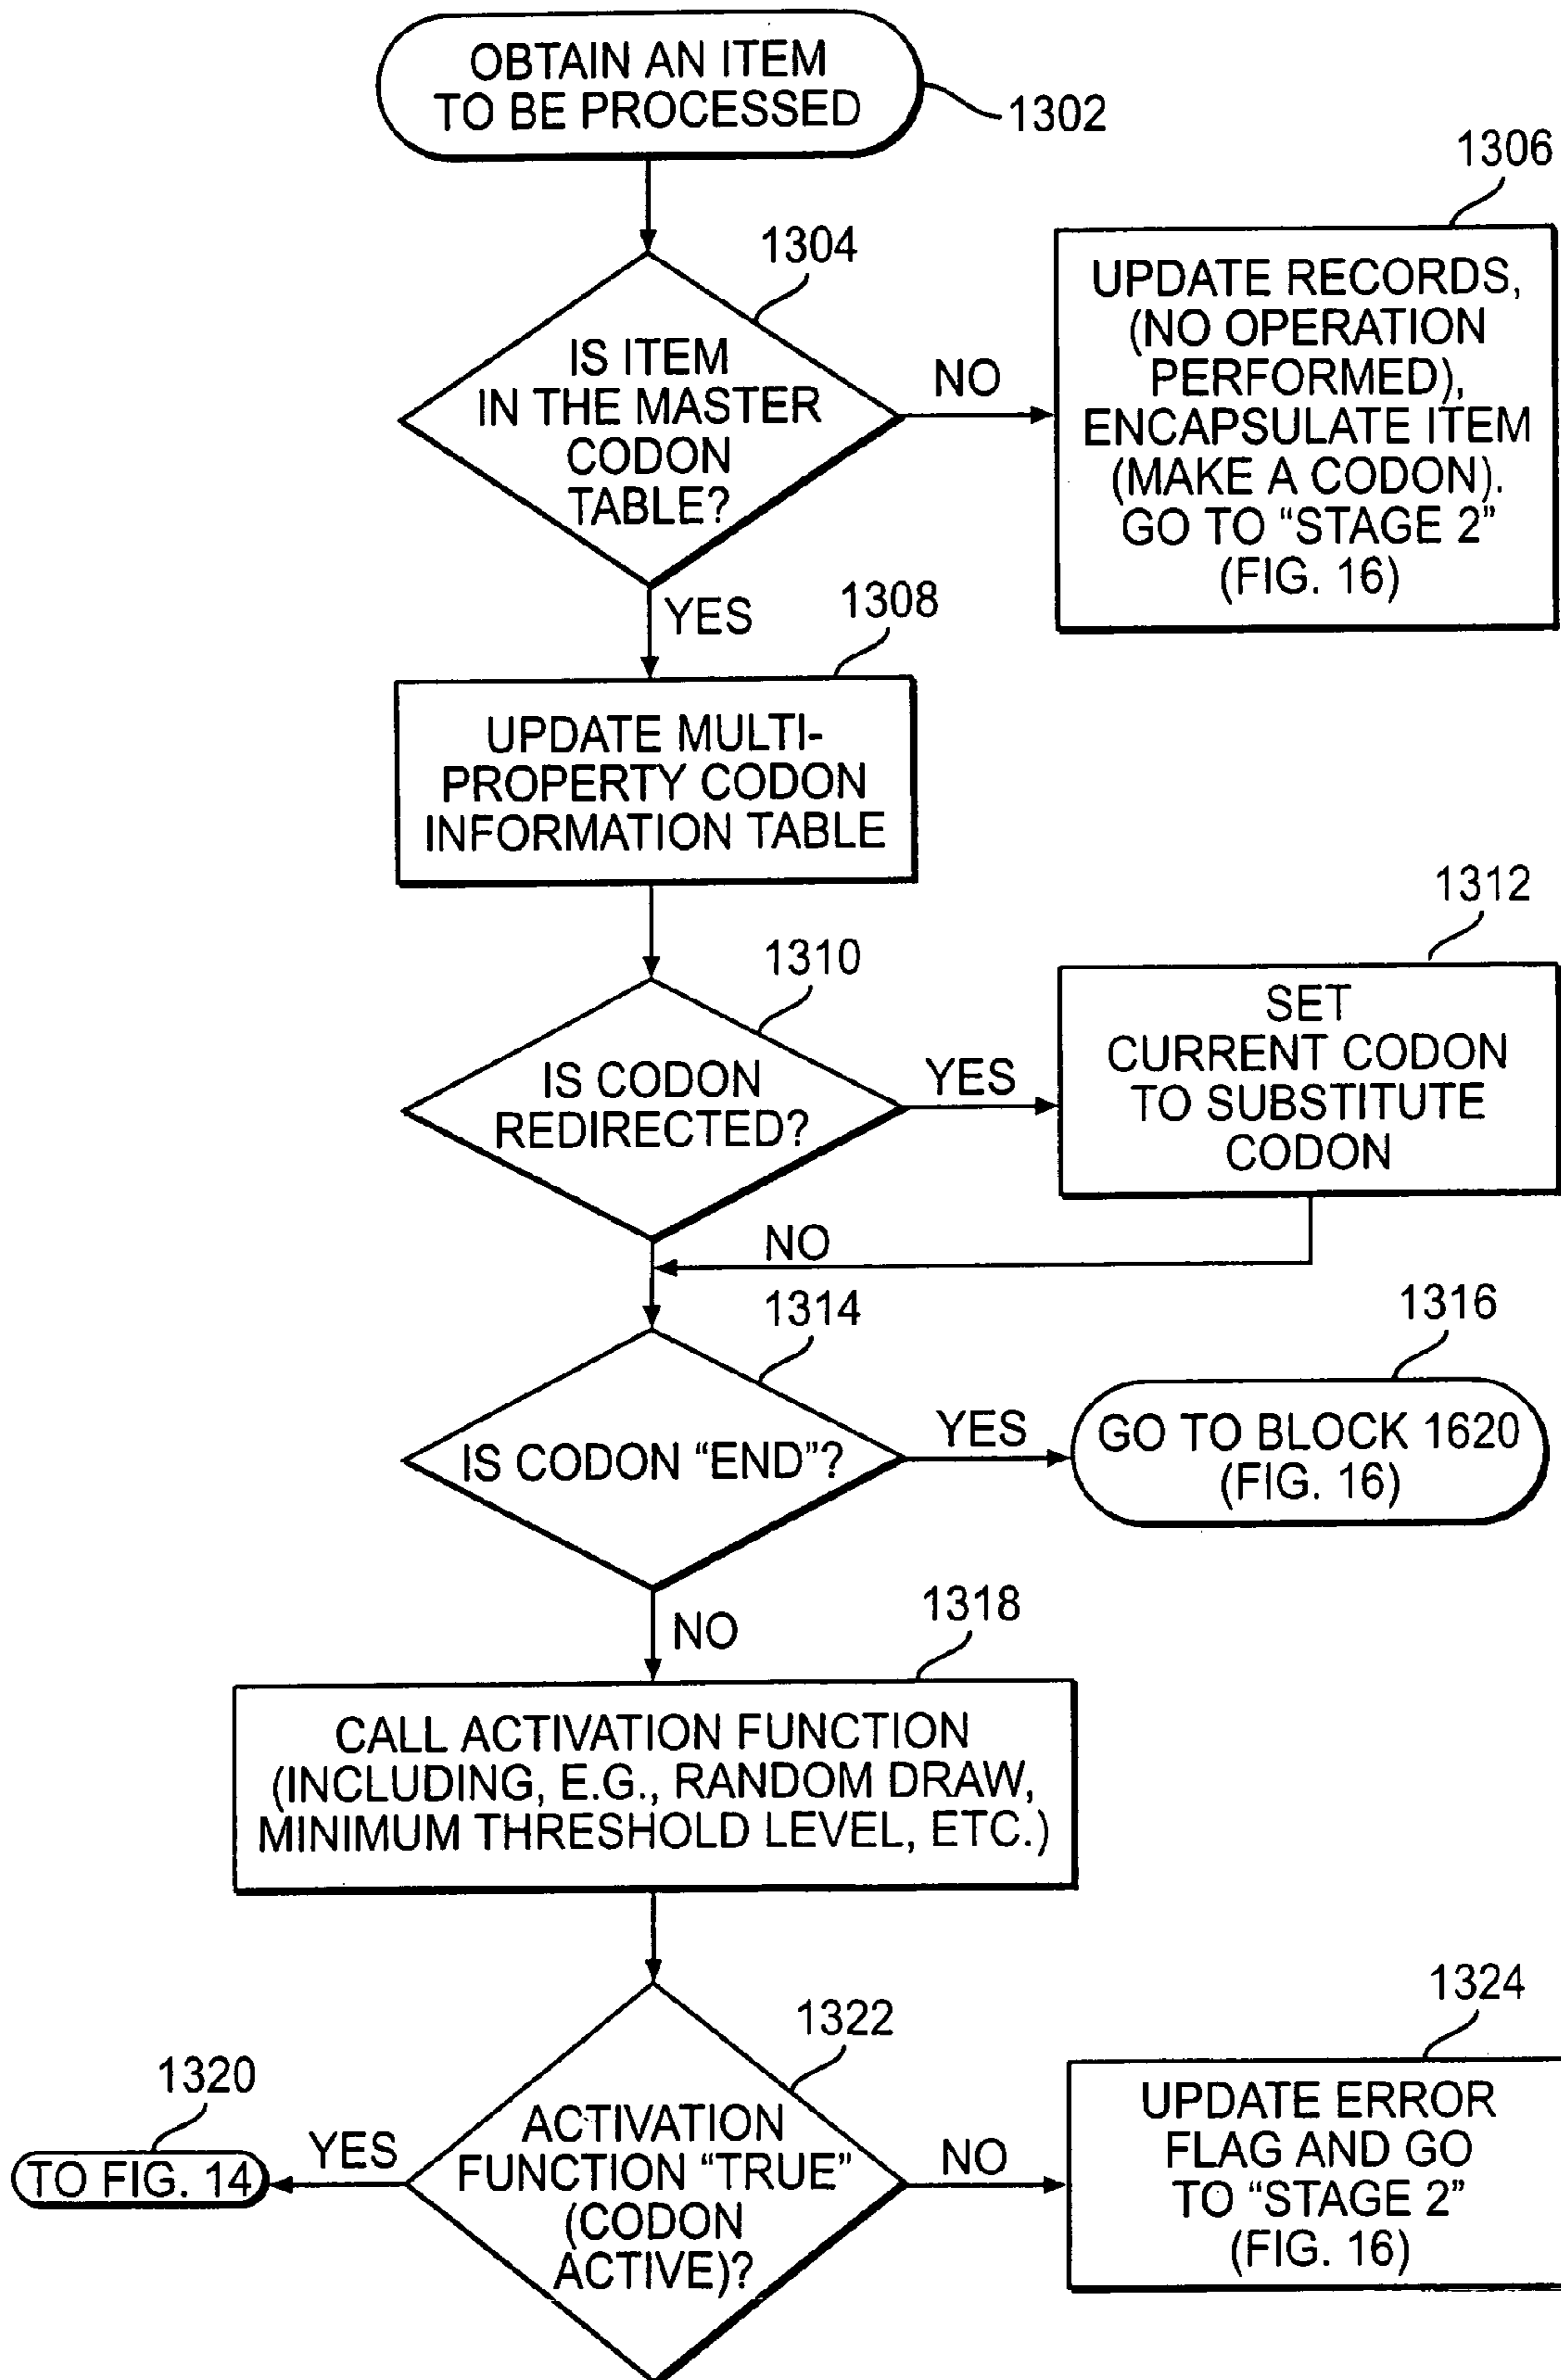 OBTAIN AN ITEM
TO BE PROCESSED
1302
1306
1304
UPDATE RECORDS,
(NO OPERATION
PERFORMED),
ENCAPSULATE ITEM
(MAKE A CODON).
GO TO “STAGE 2”
(FIG. 16)
IS ITEM
IN THE MASTER
CODON
TABLE?
NO
YES
1308
UPDATE MULTI-
PROPERTY CODON
INFORMATION TABLE
1312
1310
SET
CURRENT CODON
TO SUBSTITUTE
CODON
IS CODON
REDIRECTED?
YES
NO
1314
1316
IS CODON “END”?
YES
GO TO BLOCK 1620
(FIG. 16)
NO
1318
CALL ACTIVATION FUNCTION
(INCLUDING, E.G., RANDOM DRAW,
MINIMUM THRESHOLD LEVEL, ETC.)
1324
1322
1320
TO FIG. 14
YES
ACTIVATION
FUNCTION “TRUE”
(CODON
ACTIVE)?
NO
UPDATE ERROR
FLAG AND GO
TO “STAGE 2”
(FIG. 16)